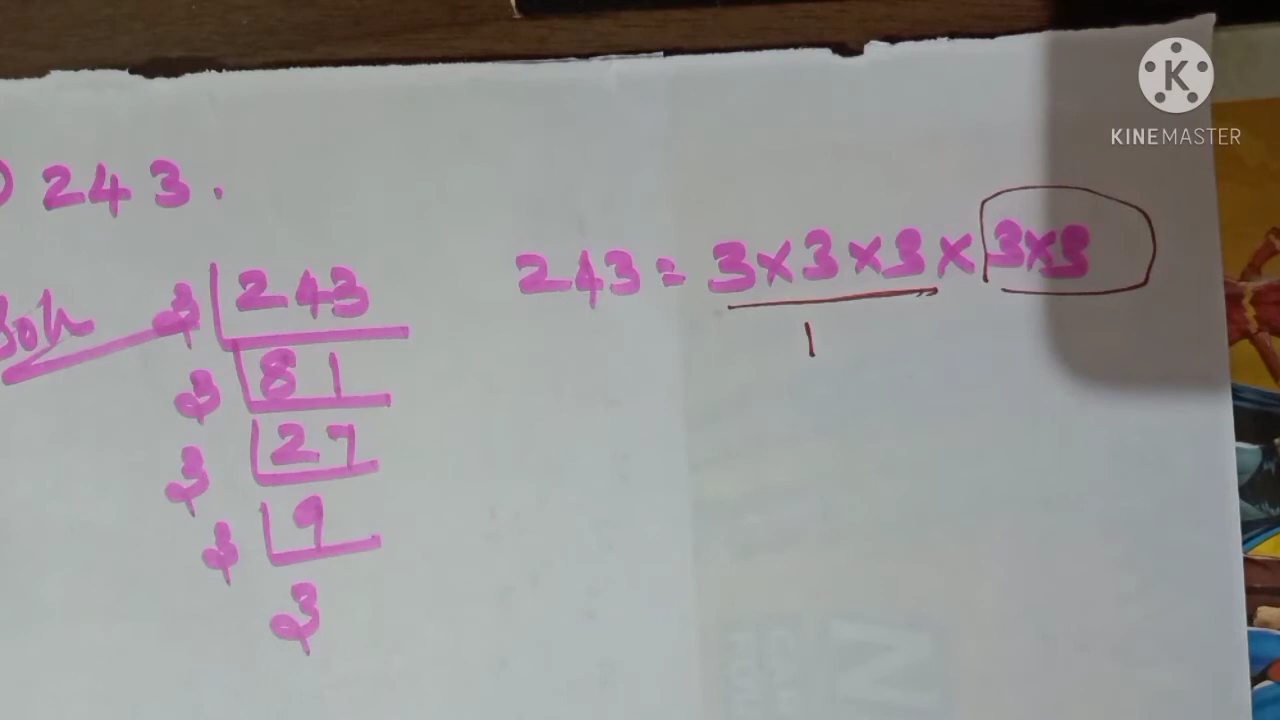 ) 243.
Soln
3 | 243
3 | 81
3 | 27
3 | 9
3
243 = 3×3×3×3×3
1
KINEMASTER